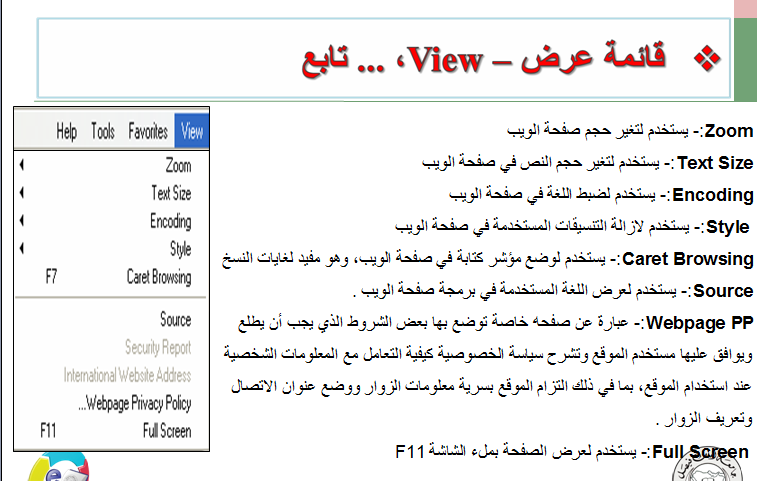 ❖ قائمة عرض – View، ... تابع
Zoom:- يستخدم لتغير حجم صفحة الويب
Text Size:- يستخدم لتغير حجم النص في صفحة الويب
Encoding:- يستخدم لضبط اللغة في صفحة الويب
Style:- يستخدم لازالة التنسيقات المستخدمة في صفحة الويب
Caret Browsing:- يستخدم لوضع مؤشر كتابة في صفحة الويب، وهو مفيد لغايات النسخ
Source:- يستخدم لعرض اللغة المستخدمة في برمجة صفحة الويب .
Webpage PP:- عبارة عن صفحه خاصة توضع بها بعض الشروط الذي يجب أن يطلع
ويوافق عليها مستخدم الموقع وتشرح سياسة الخصوصية كيفية التعامل مع المعلومات الشخصية
عند استخدام الموقع، بما في ذلك التزام الموقع بسرية معلومات الزوار ووضع عنوان الاتصال
وتعريف الزوار .
Full Screen:- يستخدم لعرض الصفحة بملء الشاشة F11
Help Tools Favorites View
Zoom
Text Size
Encoding
Style
F7 Caret Browsing
Source
Security Report
International Website Address
...Webpage Privacy Policy
F11 Full Screen